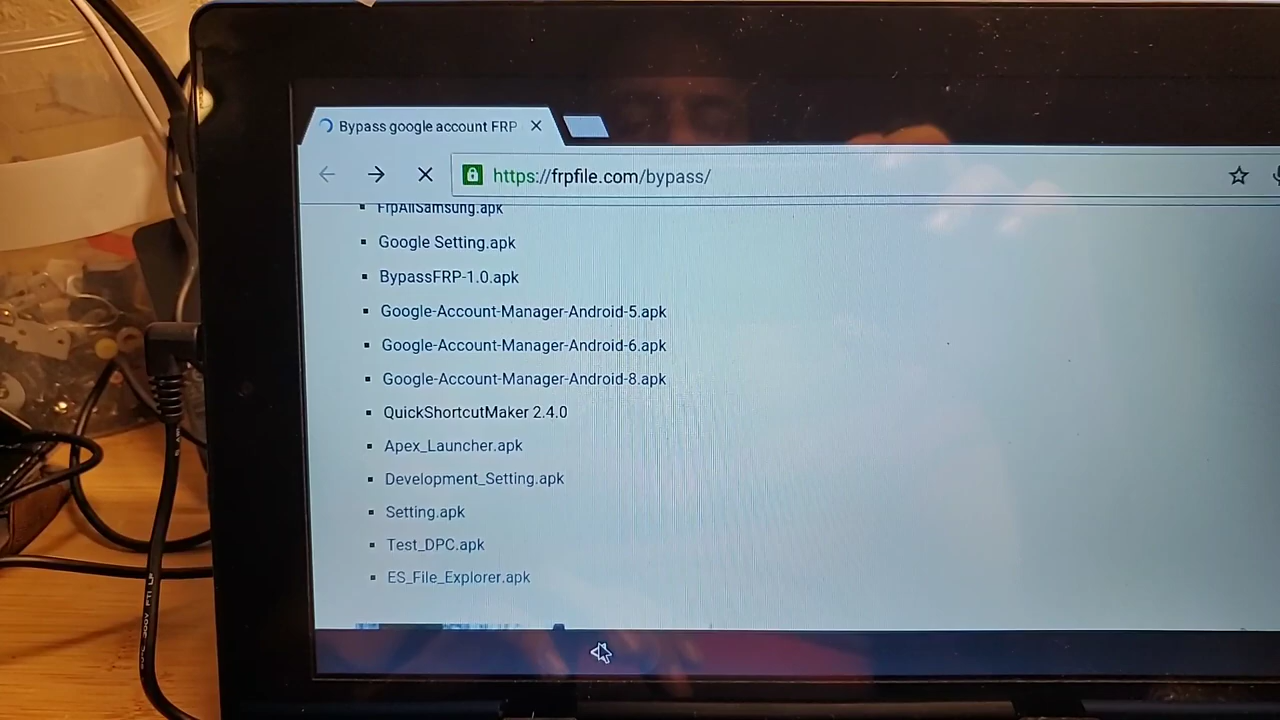 Bypass google account FRP
https://frpfile.com/bypass/
FrpAllSamsung.apk
Google Setting.apk
BypassFRP-1.0.apk
Google-Account-Manager-Android-5.apk
Google-Account-Manager-Android-6.apk
Google-Account-Manager-Android-8.apk
QuickShortcutMaker 2.4.0
Apex_Launcher.apk
Development_Setting.apk
Setting.apk
Test_DPC.apk
ES_File_Explorer.apk